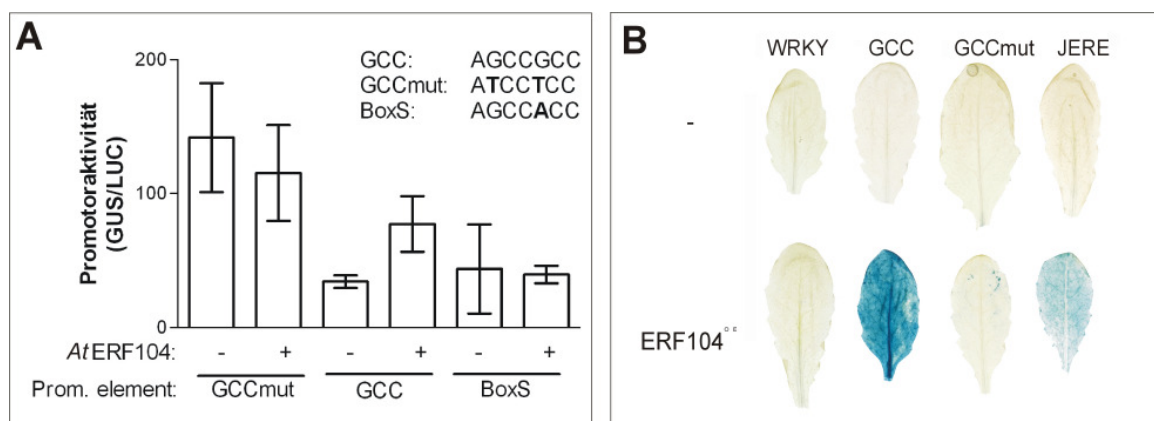 A
200
100
0
Promotoraktivität
(GUS/LUC)
GCC: AGCCGCC
GCCmut: ATCCTCC
BoxS: AGCCACC
AtERF104: - + - + - +
Prom. element: GCCmut GCC BoxS
B
WRKY GCC GCCmut JERE
-
ERF104 OE